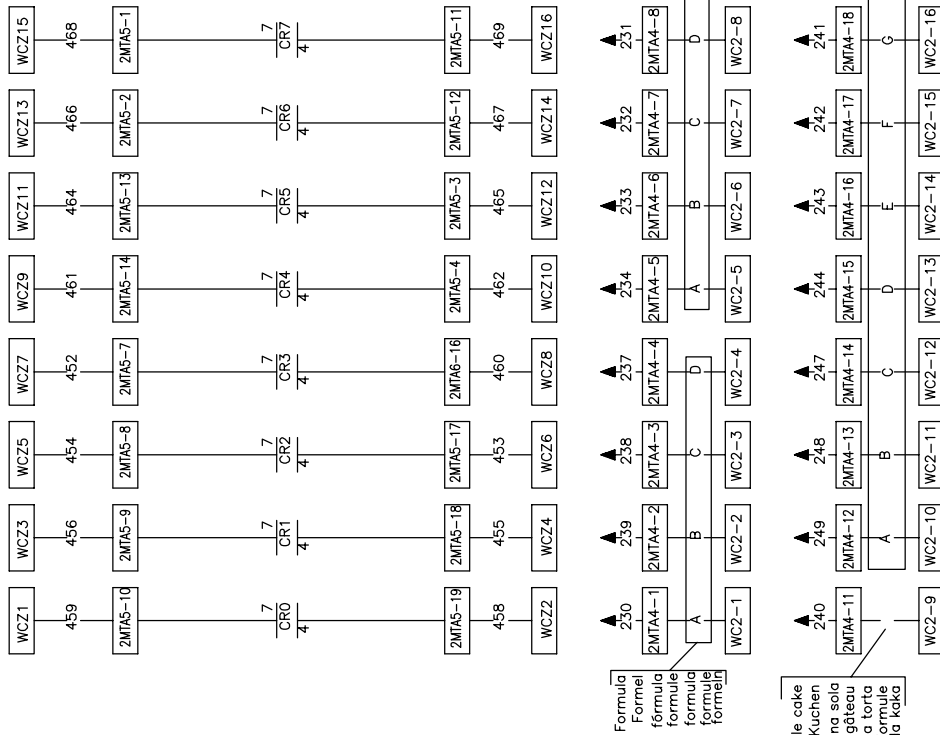 WCZ15 WCZ13 WCZ11 WCZ9 WCZ7 WCZ5 WCZ3 WCZ1
468 466 464 461 452 454 456 459
2MTA5-1 2MTA5-2 2MTA5-13 2MTA5-14 2MTA5-7 2MTA5-8 2MTA5-9 2MTA5-10
7 7 7 7 7 7 7 7
CR7 CR6 CR5 CR4 CR3 CR2 CR1 CR0
4 4 4 4 4 4 4 4
2MTA5-11 2MTA5-12 2MTA5-3 2MTA5-4 2MTA6-16 2MTA5-17 2MTA5-18 2MTA5-19
469 467 465 462 460 453 455 458
WCZ16 WCZ14 WCZ12 WCZ10 WCZ8 WCZ6 WCZ4 WCZ2
231 232 233 234 237 238 239 230
2MTA4-8 2MTA4-7 2MTA4-6 2MTA4-5 2MTA4-4 2MTA4-3 2MTA4-2 2MTA4-1
D C B A D C B A
WC2-8 WC2-7 WC2-6 WC2-5 WC2-4 WC2-3 WC2-2 WC2-1
Formula
Formel
fórmula
formule
formula
formule
formeln
241 242 243 244 247 248 249 240
2MTA4-18 2MTA4-17 2MTA4-16 2MTA4-15 2MTA4-14 2MTA4-13 2MTA4-12 2MTA4-11
G F E D C B A
WC2-16 WC2-15 WC2-14 WC2-13 WC2-12 WC2-11 WC2-10 WC2-9
le cake
Kuchen
na sola
gâteau
a torta
ormule
la kaka